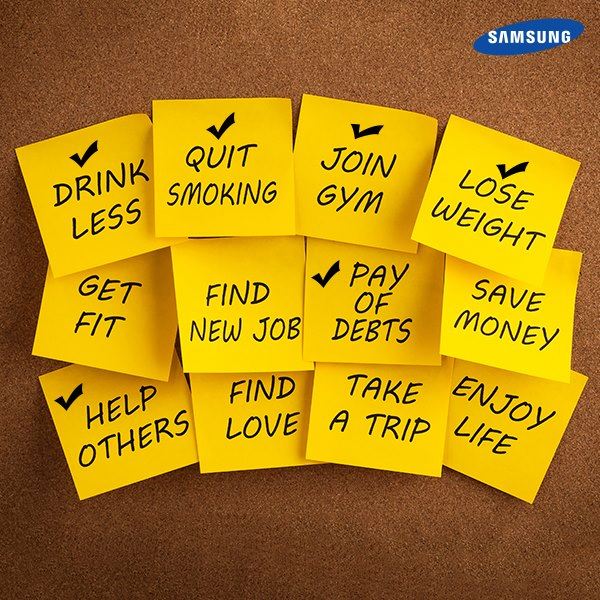 SAMSUNG
DRINK
LESS
QUIT
SMOKING
JOIN
GYM
LOSE
WEIGHT
GET
FIT
FIND
NEW JOB
PAY
OF
DEBTS
SAVE
MONEY
HELP
OTHERS
FIND
LOVE
TAKE
A TRIP
ENJOY
LIFE